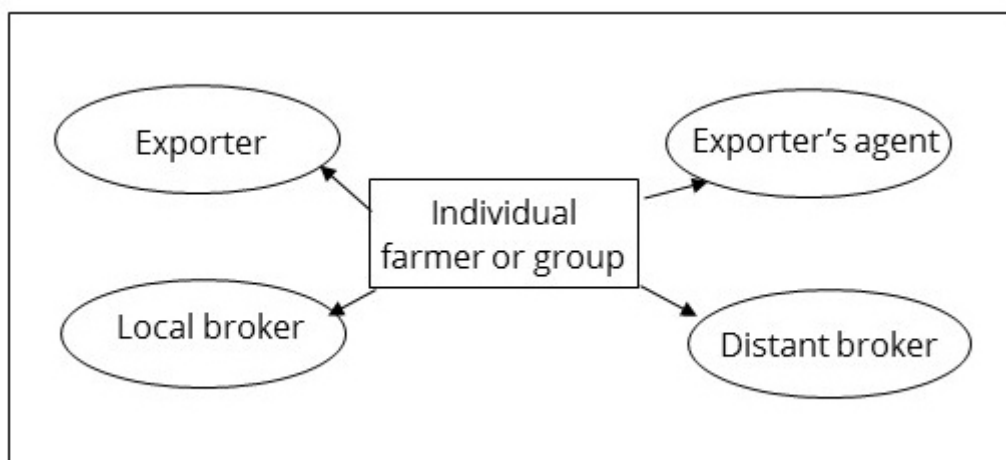 Exporter
Exporter’s agent
Individual
farmer or group
Local broker
Distant broker